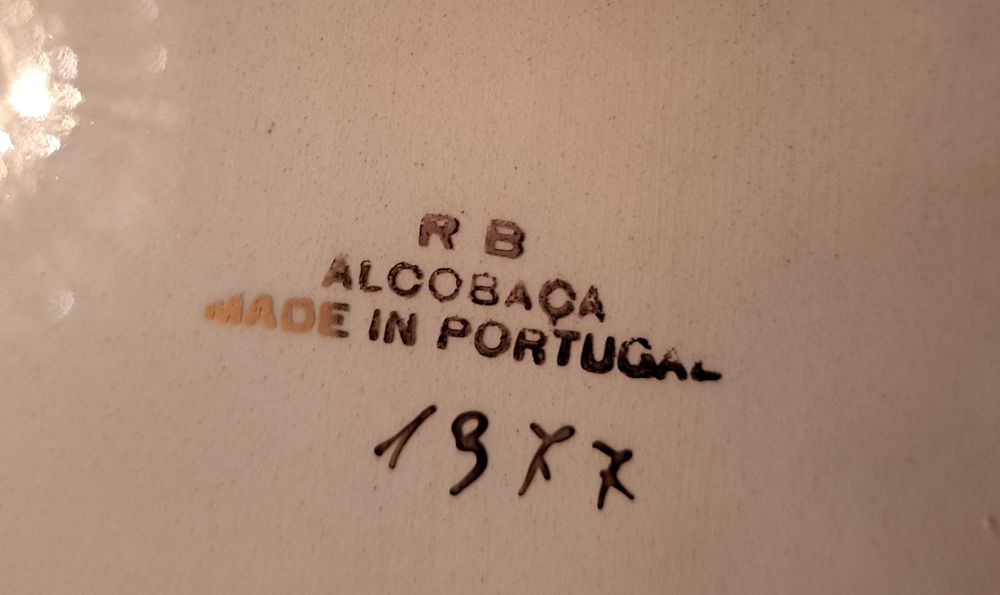 R B
ALCOBAÇA
MADE IN PORTUGAL
1977